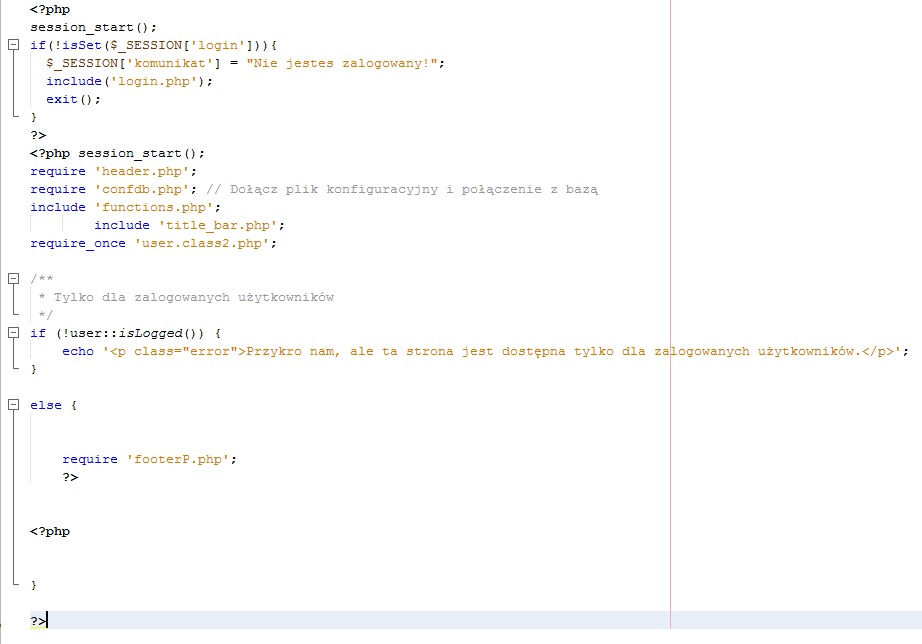 <?php
session_start();
if(!isSet($_SESSION['login'])){
  $_SESSION['komunikat'] = "Nie jestes zalogowany!";
  include('login.php');
  exit();
}
?>
<?php session_start();
require 'header.php';
require 'confdb.php'; // Dołącz plik konfiguracyjny i połączenie z bazą
include 'functions.php';
        include 'title_bar.php';
require_once 'user.class2.php';
/**
 * Tylko dla zalogowanych użytkowników
 */
if (!user::isLogged()) {
    echo '<p class="error">Przykro nam, ale ta strona jest dostępna tylko dla zalogowanych użytkowników.</p>';
}
else {
    require 'footerP.php';
    ?>
<?php
}
?>